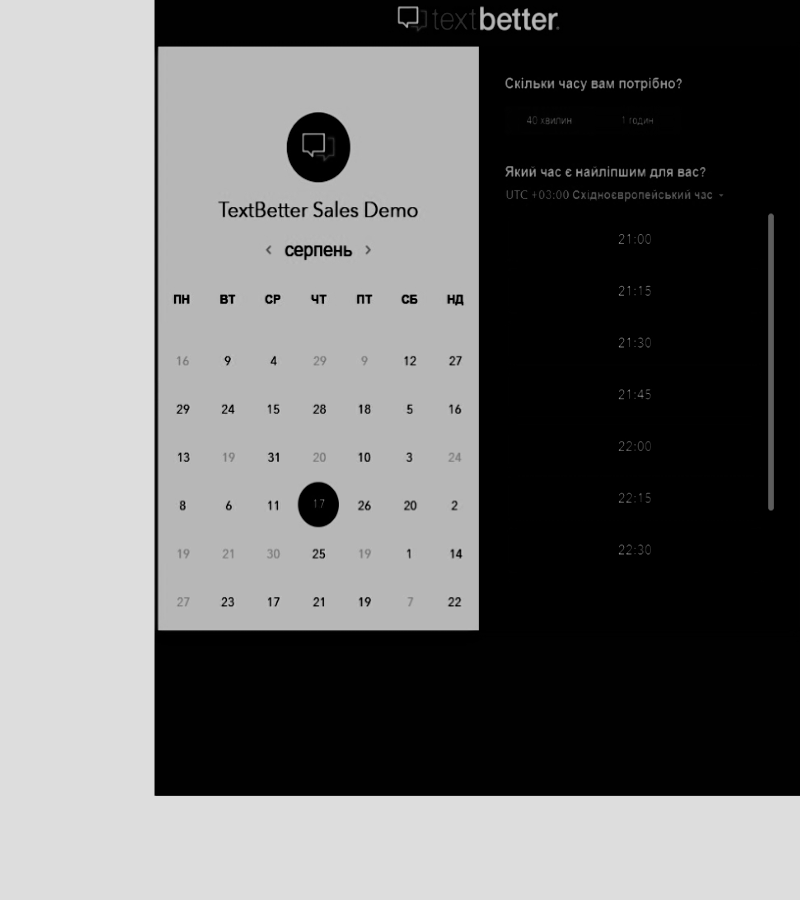 textbetter.
TextBetter Sales Demo
< серпень >
ПН ВТ СР ЧТ ПТ СБ НД
16 9 4 29 9 12 27
29 24 15 28 18 5 16
13 19 31 20 10 3 24
8 6 11 17 26 20 2
19 21 30 25 19 1 14
27 23 17 21 19 7 22
Скільки часу вам потрібно?
40 хвилин 1 годин
Який час є найліпшим для вас?
UTC +03:00 Східноєвропейський час
21:00
21:15
21:30
21:45
22:00
22:15
22:30